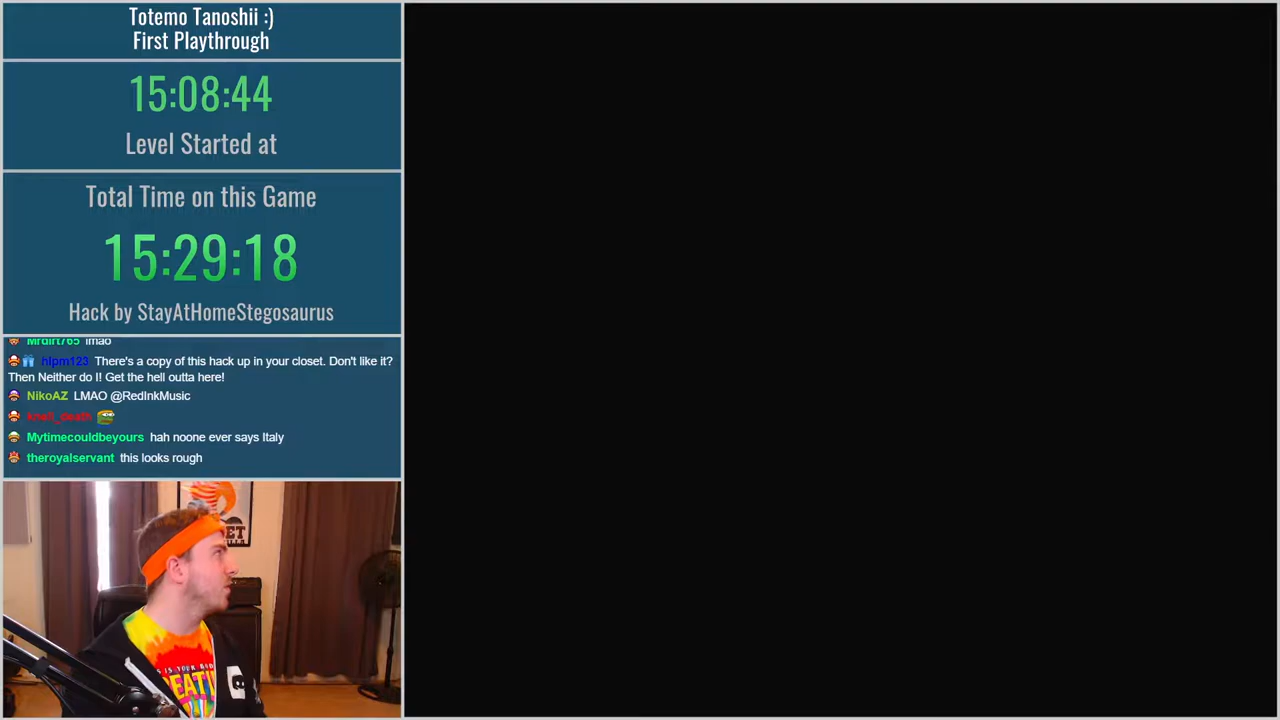 Totemo Tanoshii :)
First Playthrough
15:08:44
Level Started at
Total Time on this Game
15:29:18
Hack by StayAtHomeStegosaurus
Mrdirt765 lmao
hlpm123 There's a copy of this hack up in your closet. Don't like it?
Then Neither do I! Get the hell outta here!
NikoAZ LMAO @RedInkMusic
Mytimecouldbeyours hah noone ever says Italy
theroyalservant this looks rough